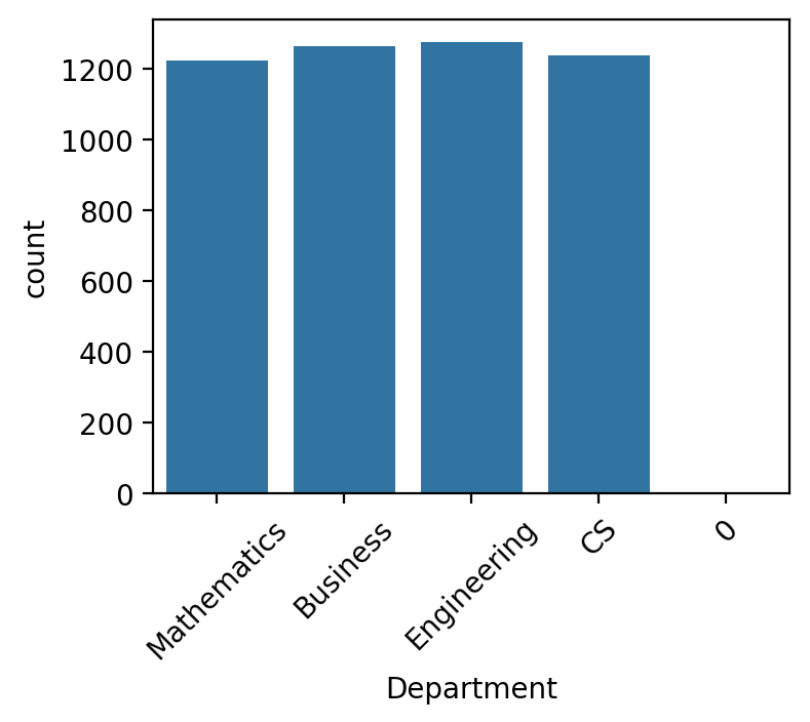 1200
1000
800
600
400
200
0
count
Mathematics
Business
Engineering
CS
0
Department